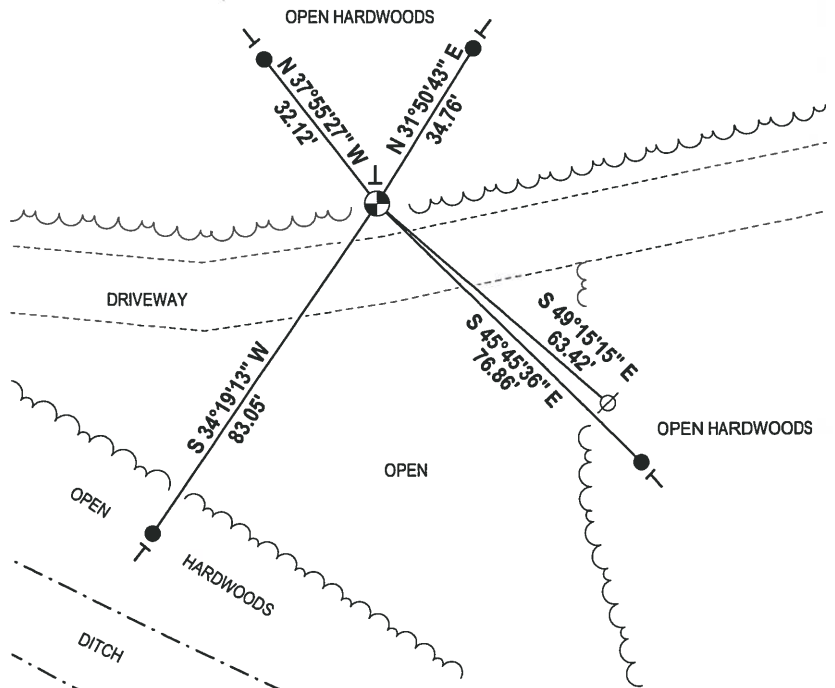 OPEN HARDWOODS
N 37°55'27" W
32.12'
N 31°50'43" E
34.76'
DRIVEWAY
S 49°15'15" E
63.42'
S 45°45'36" E
76.86'
S 34°19'13" W
83.05'
OPEN HARDWOODS
OPEN
OPEN
HARDWOODS
DITCH